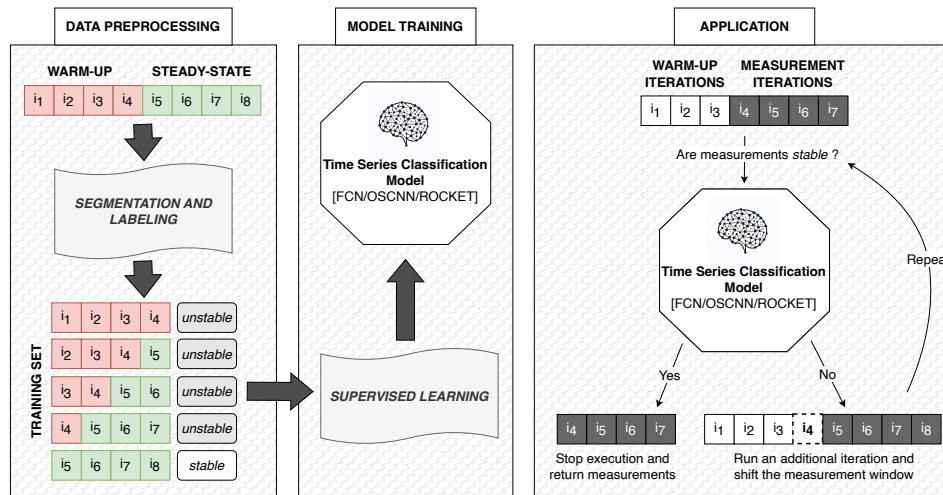 DATA PREPROCESSING
WARM-UP STEADY-STATE
i1 i2 i3 i4 i5 i6 i7 i8
SEGMENTATION AND
LABELING
TRAINING SET
i1 i2 i3 i4 unstable
i2 i3 i4 i5 unstable
i3 i4 i5 i6 unstable
i4 i5 i6 i7 unstable
i5 i6 i7 i8 stable
MODEL TRAINING
Time Series Classification
Model
[FCN/OSCNN/ROCKET]
SUPERVISED LEARNING
APPLICATION
WARM-UP
ITERATIONS
MEASUREMENT
ITERATIONS
i1 i2 i3 i4 i5 i6 i7
Are measurements stable ?
Time Series Classification
Model
[FCN/OSCNN/ROCKET]
Repeat
Yes
No
i4 i5 i6 i7
Stop execution and
return measurements
i1 i2 i3 i4 i5 i6 i7 i8
Run an additional iteration and
shift the measurement window